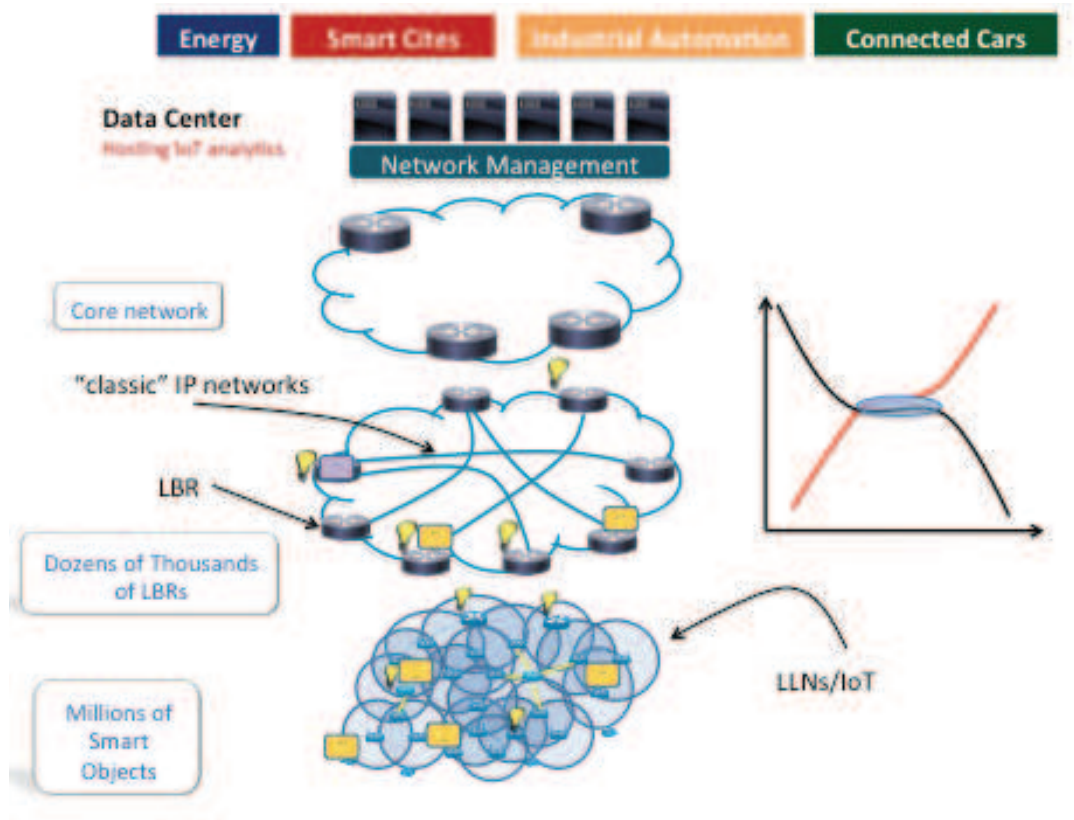 Energy
Smart Cites
Industrial Automation
Connected Cars
Data Center
Hosting IoT analytics
Network Management
Core network
"classic" IP networks
LBR
Dozens of Thousands
of LBRs
LLNs/IoT
Millions of
Smart
Objects